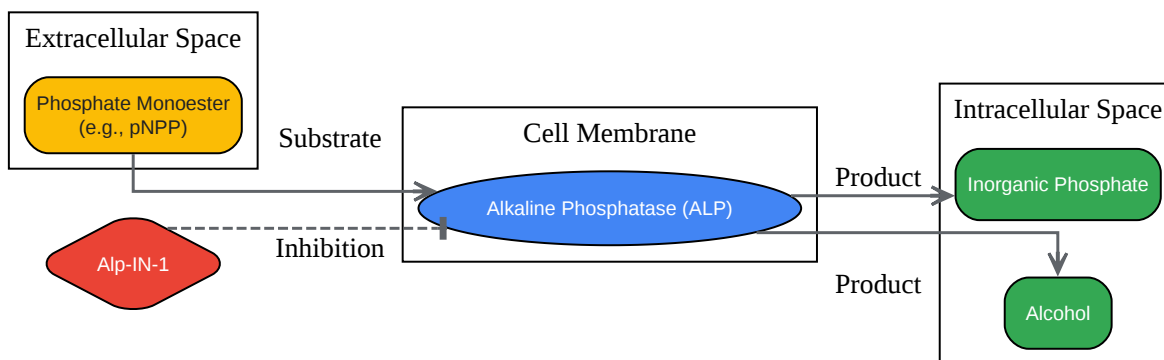 Extracellular Space
Phosphate Monoester
(e.g., pNPP)
Substrate
Cell Membrane
Alkaline Phosphatase (ALP)
Inhibition
Alp-IN-1
Intracellular Space
Product
Inorganic Phosphate
Product
Alcohol